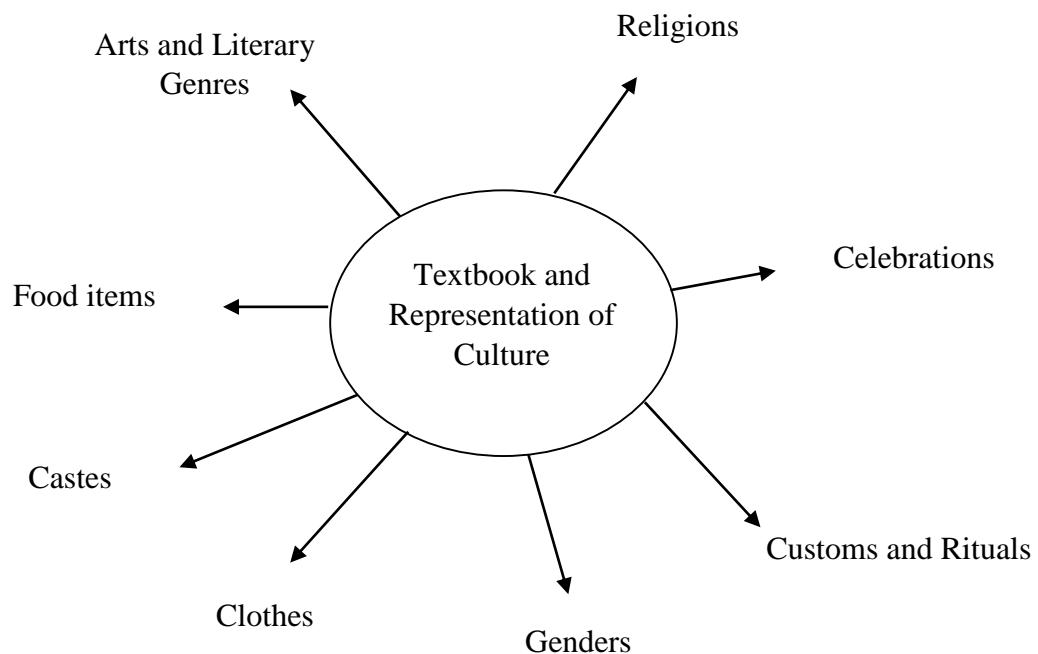 Religions
Arts and Literary
Genres
Celebrations
Textbook and
Representation of
Culture
Food items
Castes
Customs and Rituals
Clothes
Genders